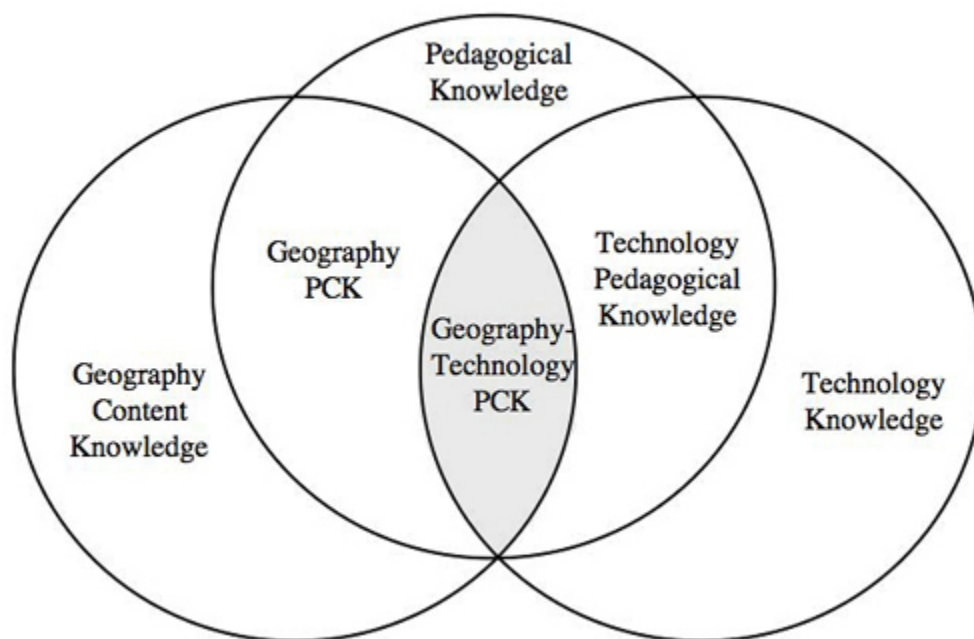 Pedagogical
Knowledge
Geography
PCK
Technology
Pedagogical
Knowledge
Geography-
Technology
PCK
Geography
Content
Knowledge
Technology
Knowledge